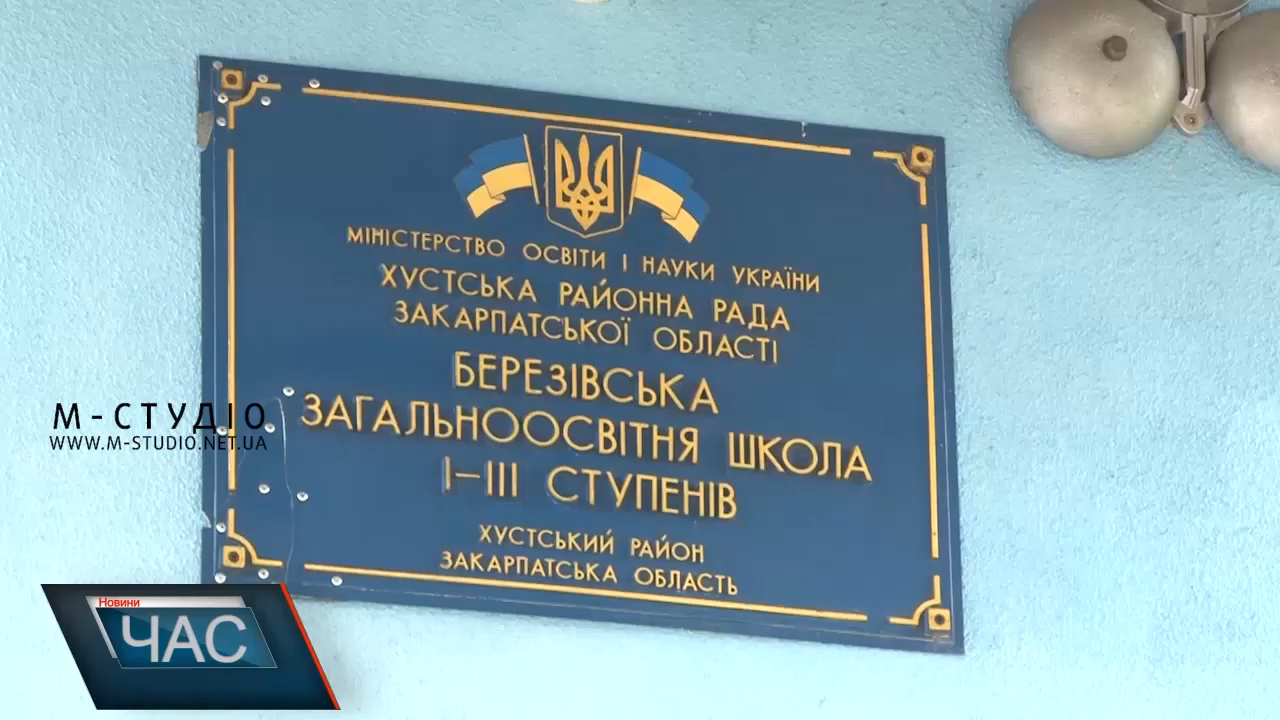 МІНІСТЕРСТВО ОСВІТИ І НАУКИ УКРАЇНИ
ХУСТСЬКА РАЙОННА РАДА
ЗАКАРПАТСЬКОЇ ОБЛАСТІ
БЕРЕЗІВСЬКА
ЗАГАЛЬНООСВІТНЯ ШКОЛА
І–ІІІ СТУПЕНІВ
ХУСТСЬКИЙ РАЙОН
ЗАКАРПАТСЬКА ОБЛАСТЬ
М-СТУДІО
WWW.M-STUDIO.NET.UA
Новини
ЧАС